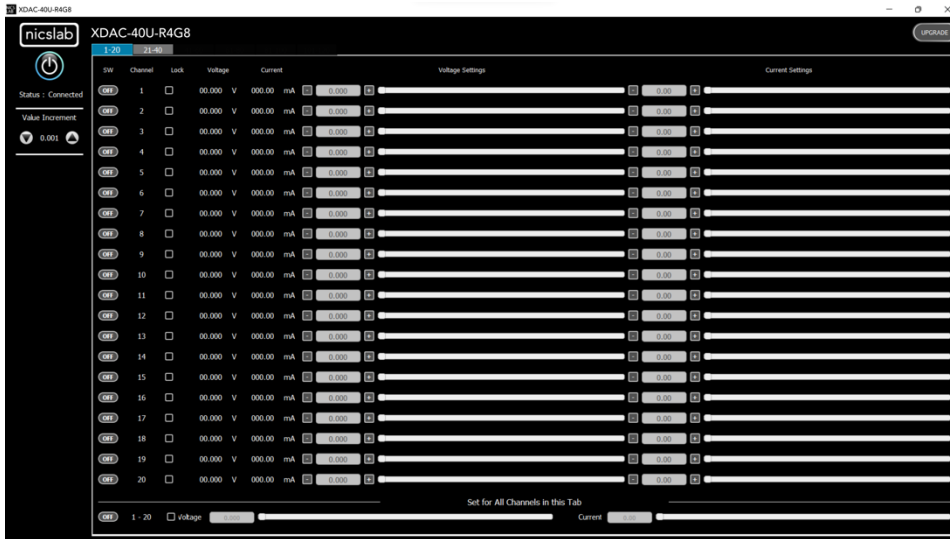 XDAC-40U-R4G8
nicslab
XDAC-40U-R4G8
UPGRADE
1-20 21-40
SW Channel Lock Voltage Current Voltage Settings Current Settings
Status : Connected
Value Increment
0.001
OFF 1 00.000 V 000.00 mA - 0.000 + - 0.00 +
OFF 2 00.000 V 000.00 mA - 0.000 + - 0.00 +
OFF 3 00.000 V 000.00 mA - 0.000 + - 0.00 +
OFF 4 00.000 V 000.00 mA - 0.000 + - 0.00 +
OFF 5 00.000 V 000.00 mA - 0.000 + - 0.00 +
OFF 6 00.000 V 000.00 mA - 0.000 + - 0.00 +
OFF 7 00.000 V 000.00 mA - 0.000 + - 0.00 +
OFF 8 00.000 V 000.00 mA - 0.000 + - 0.00 +
OFF 9 00.000 V 000.00 mA - 0.000 + - 0.00 +
OFF 10 00.000 V 000.00 mA - 0.000 + - 0.00 +
OFF 11 00.000 V 000.00 mA - 0.000 + - 0.00 +
OFF 12 00.000 V 000.00 mA - 0.000 + - 0.00 +
OFF 13 00.000 V 000.00 mA - 0.000 + - 0.00 +
OFF 14 00.000 V 000.00 mA - 0.000 + - 0.00 +
OFF 15 00.000 V 000.00 mA - 0.000 + - 0.00 +
OFF 16 00.000 V 000.00 mA - 0.000 + - 0.00 +
OFF 17 00.000 V 000.00 mA - 0.000 + - 0.00 +
OFF 18 00.000 V 000.00 mA - 0.000 + - 0.00 +
OFF 19 00.000 V 000.00 mA - 0.000 + - 0.00 +
OFF 20 00.000 V 000.00 mA - 0.000 + - 0.00 +
Set for All Channels in this Tab
OFF 1 - 20 Voltage 0.000 Current 0.00